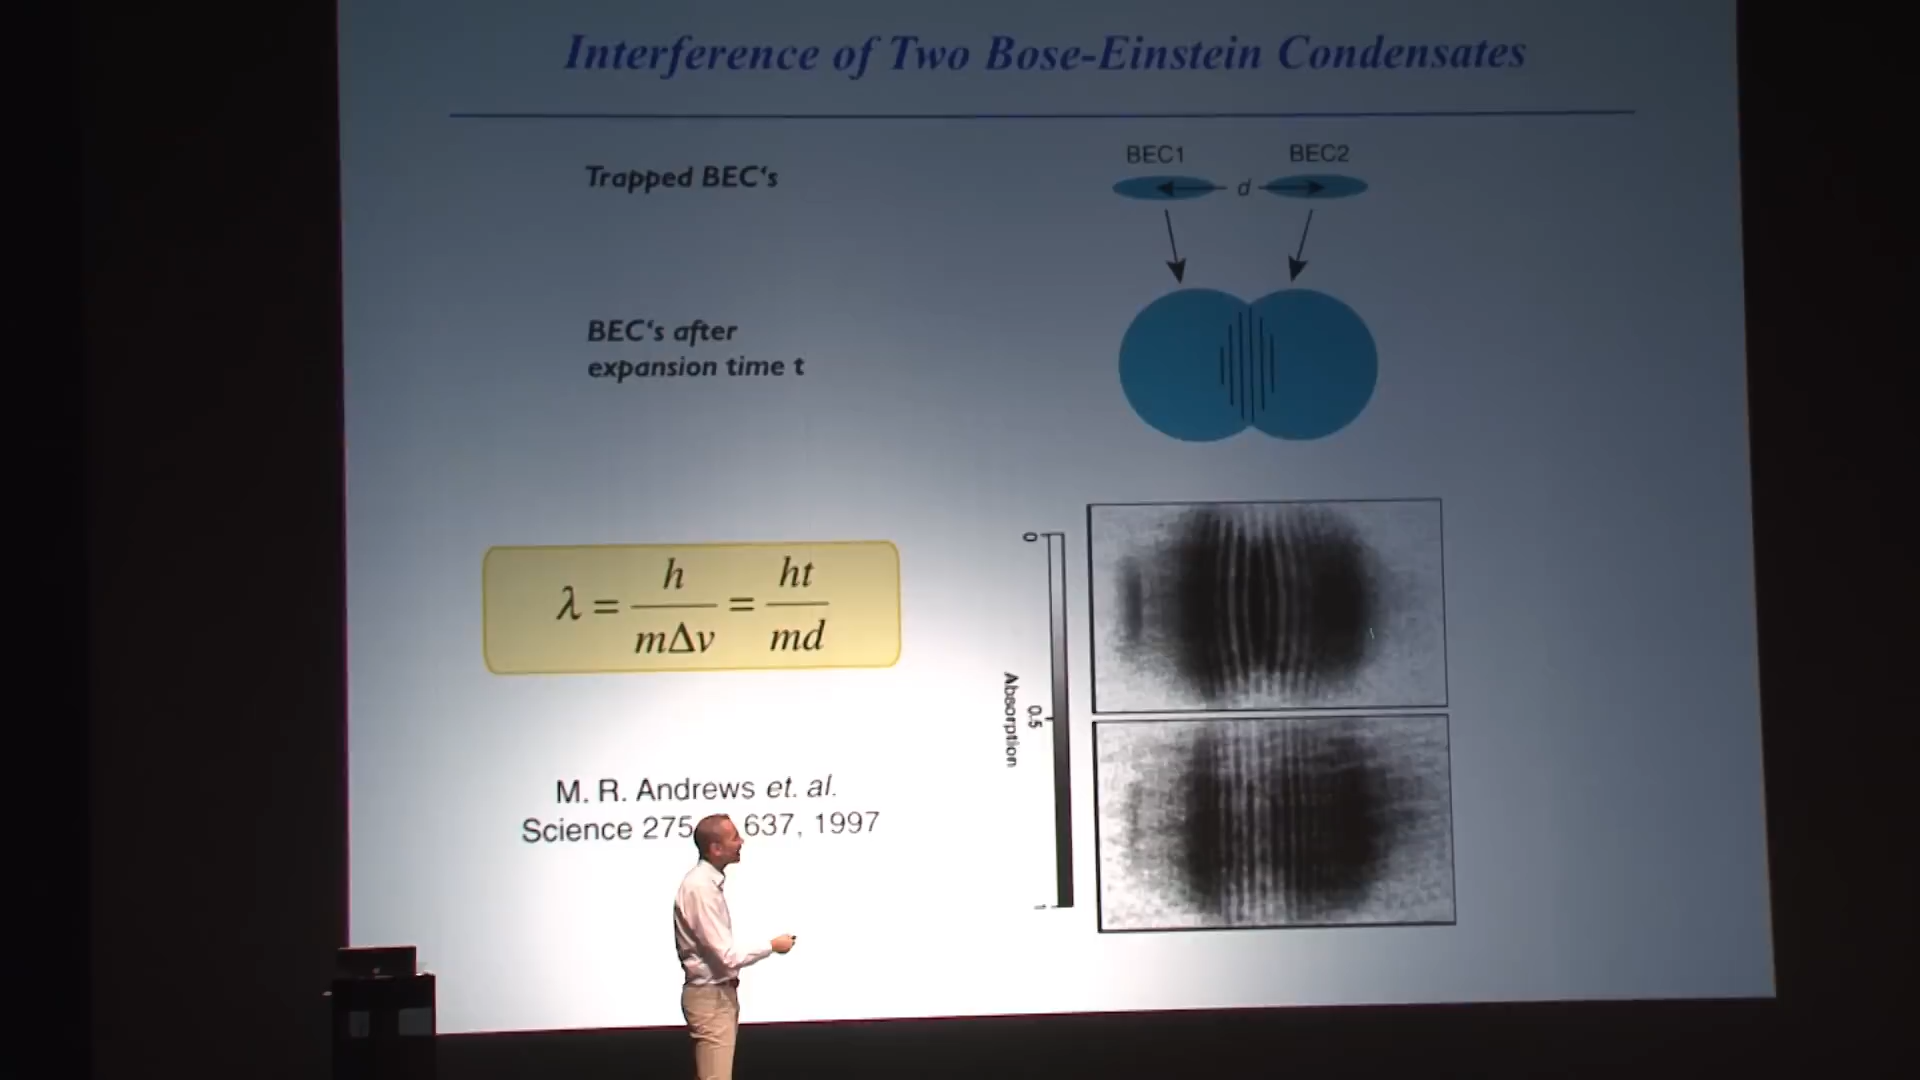 Interference of Two Bose-Einstein Condensates
Trapped BEC's
BEC1
BEC2
d
BEC's after
expansion time t
λ = h / mΔv = ht / md
0
0.5
1
Absorption
M. R. Andrews et. al.
Science 275 637, 1997